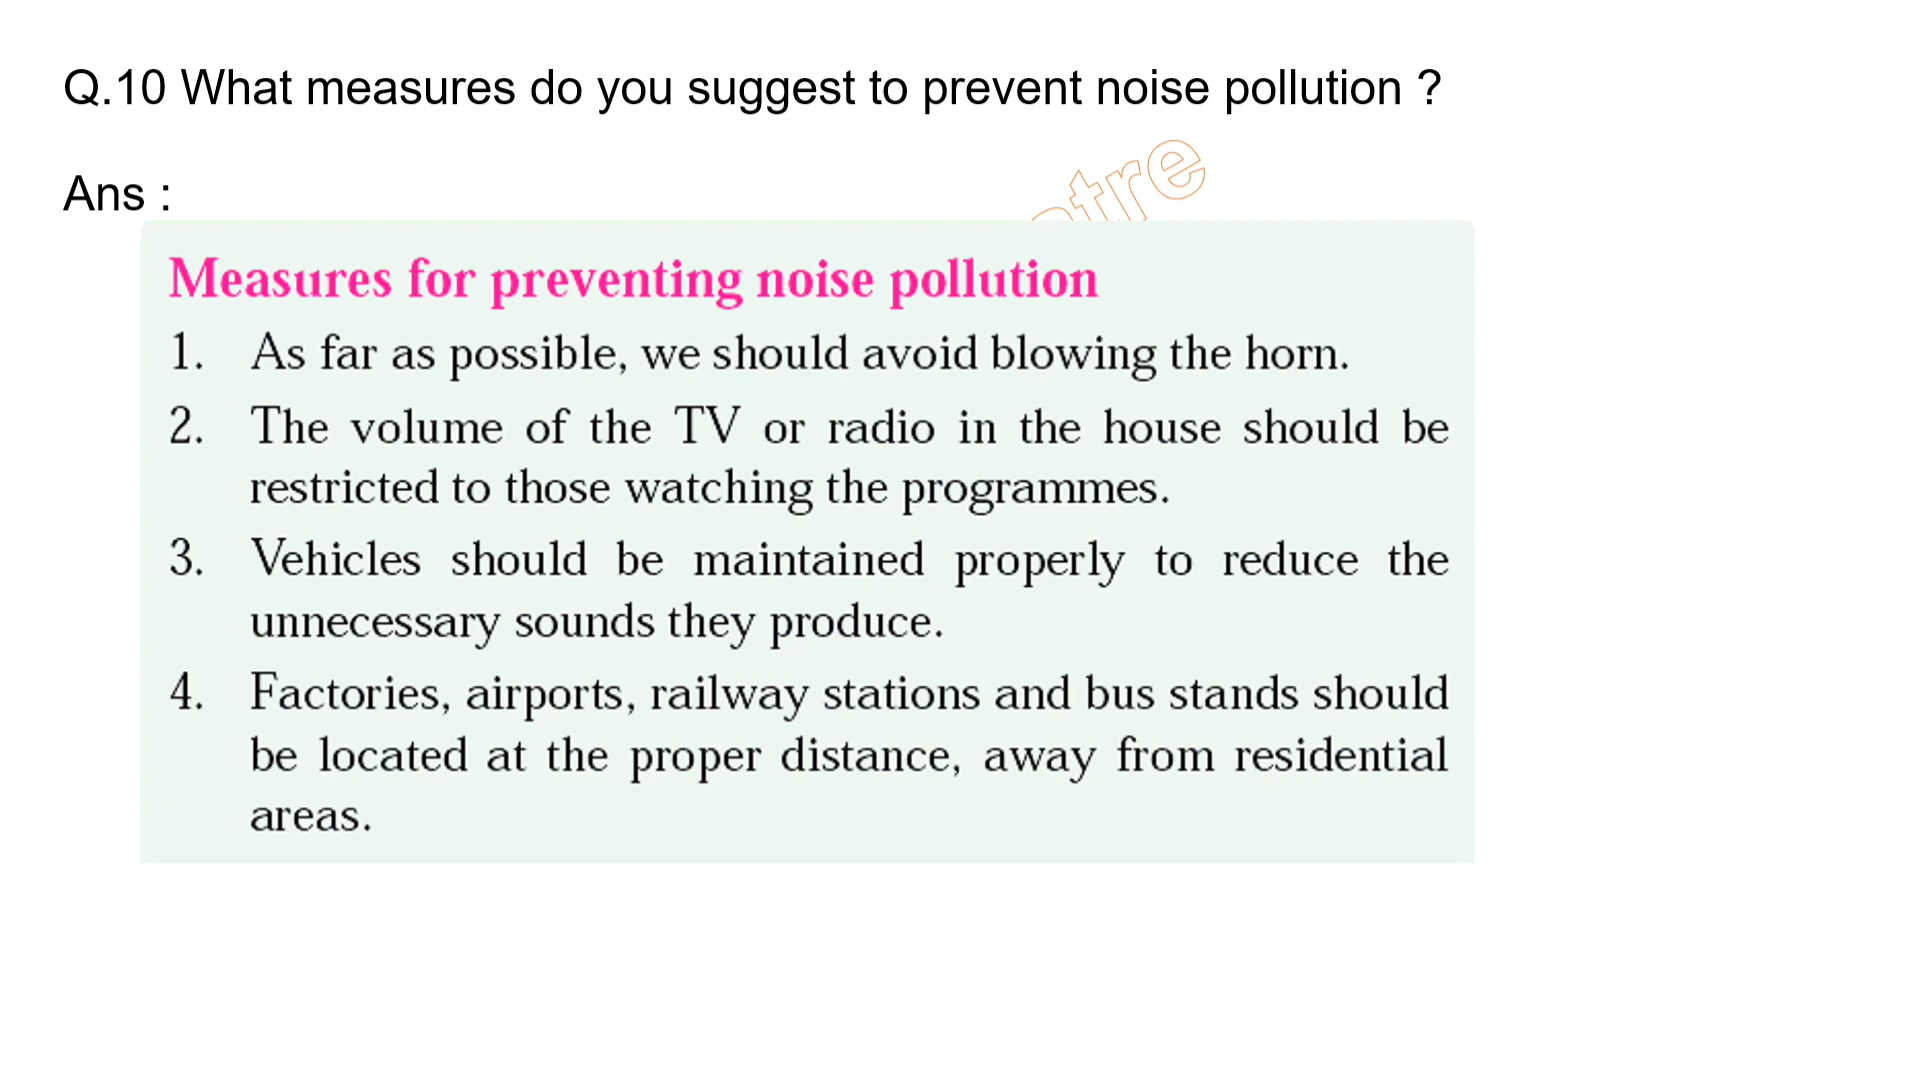 Q.10 What measures do you suggest to prevent noise pollution ?
Ans :
Measures for preventing noise pollution
1. As far as possible, we should avoid blowing the horn.
2. The volume of the TV or radio in the house should be
restricted to those watching the programmes.
3. Vehicles should be maintained properly to reduce the
unnecessary sounds they produce.
4. Factories, airports, railway stations and bus stands should
be located at the proper distance, away from residential
areas.